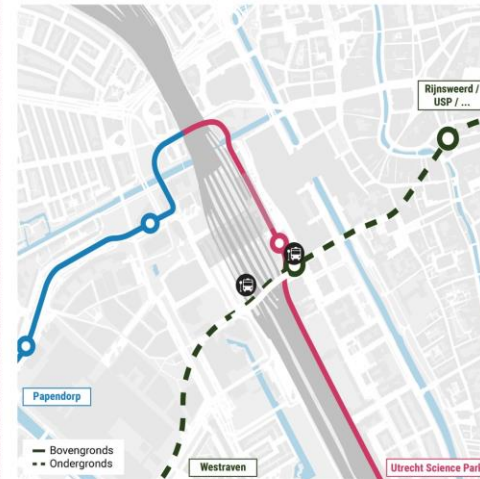 Rijnsweerd /
USP / ...
Papendorp
Bovengronds
Ondergronds
Westraven
Utrecht Science Park